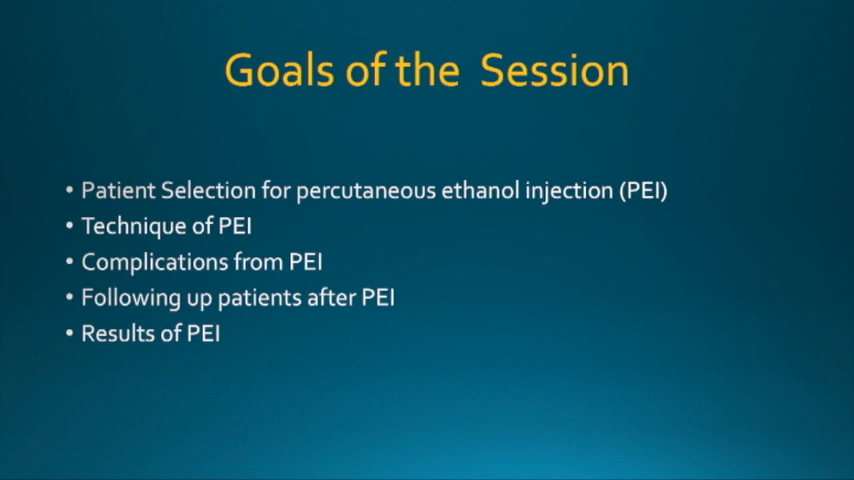 Goals of the Session
• Patient Selection for percutaneous ethanol injection (PEI)
• Technique of PEI
• Complications from PEI
• Following up patients after PEI
• Results of PEI